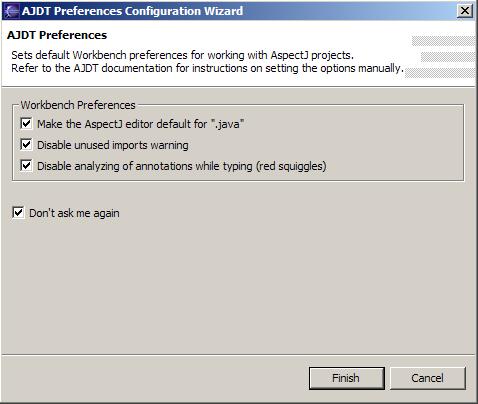 AJDT Preferences Configuration Wizard
AJDT Preferences
Sets default Workbench preferences for working with AspectJ projects.
Refer to the AJDT documentation for instructions on setting the options manually.
Workbench Preferences
Make the AspectJ editor default for ".java"
Disable unused imports warning
Disable analyzing of annotations while typing (red squiggles)
Don't ask me again
Finish
Cancel